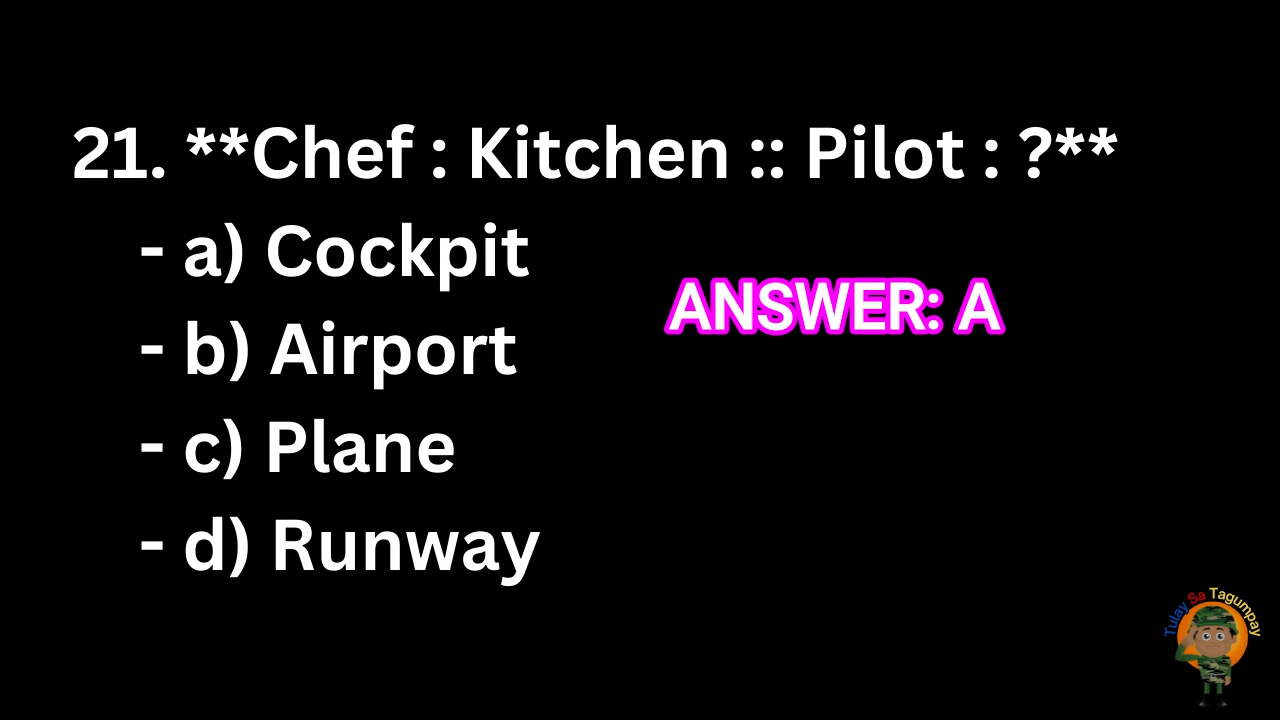 21. **Chef : Kitchen :: Pilot : ?**
- a) Cockpit
ANSWER: A
- b) Airport
- c) Plane
- d) Runway
Tulay Sa Tagumpay